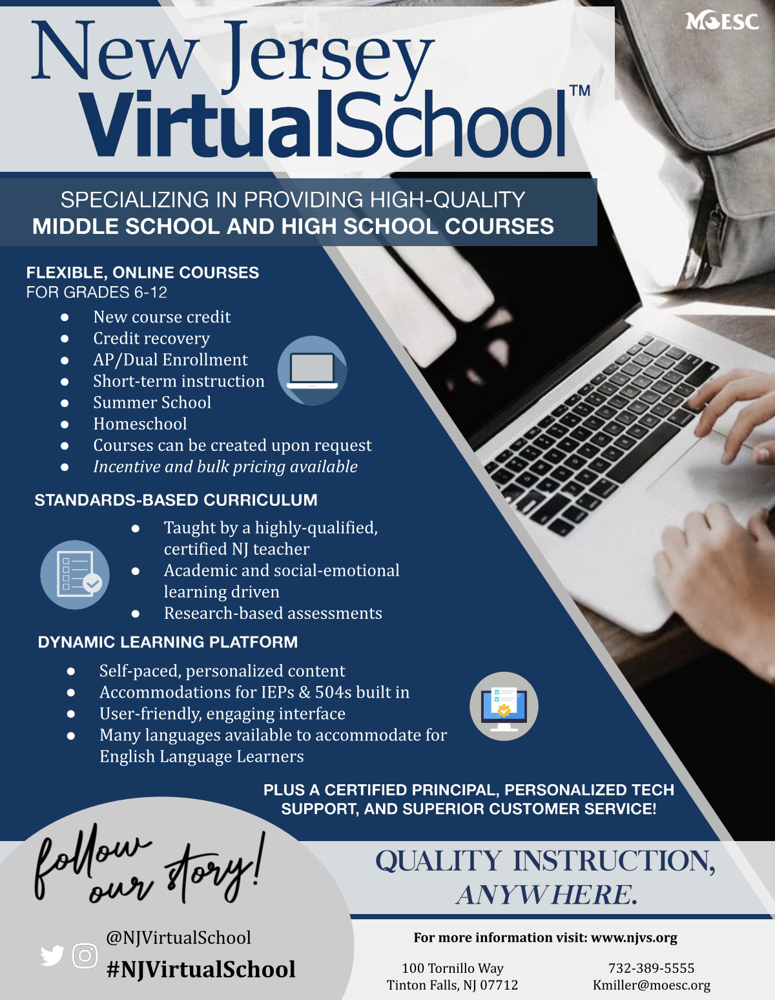 MOESC
New Jersey
VirtualSchool™
SPECIALIZING IN PROVIDING HIGH-QUALITY
MIDDLE SCHOOL AND HIGH SCHOOL COURSES
FLEXIBLE, ONLINE COURSES
FOR GRADES 6-12
● New course credit
● Credit recovery
● AP/Dual Enrollment
● Short-term instruction
● Summer School
● Homeschool
● Courses can be created upon request
● Incentive and bulk pricing available
STANDARDS-BASED CURRICULUM
● Taught by a highly-qualified,
certified NJ teacher
● Academic and social-emotional
learning driven
● Research-based assessments
DYNAMIC LEARNING PLATFORM
● Self-paced, personalized content
● Accommodations for IEPs & 504s built in
● User-friendly, engaging interface
● Many languages available to accommodate for
English Language Learners
PLUS A CERTIFIED PRINCIPAL, PERSONALIZED TECH
SUPPORT, AND SUPERIOR CUSTOMER SERVICE!
follow
our story!
@NJVirtualSchool
#NJVirtualSchool
QUALITY INSTRUCTION,
ANYWHERE.
For more information visit: www.njvs.org
100 Tornillo Way
Tinton Falls, NJ 07712
732-389-5555
Kmiller@moesc.org